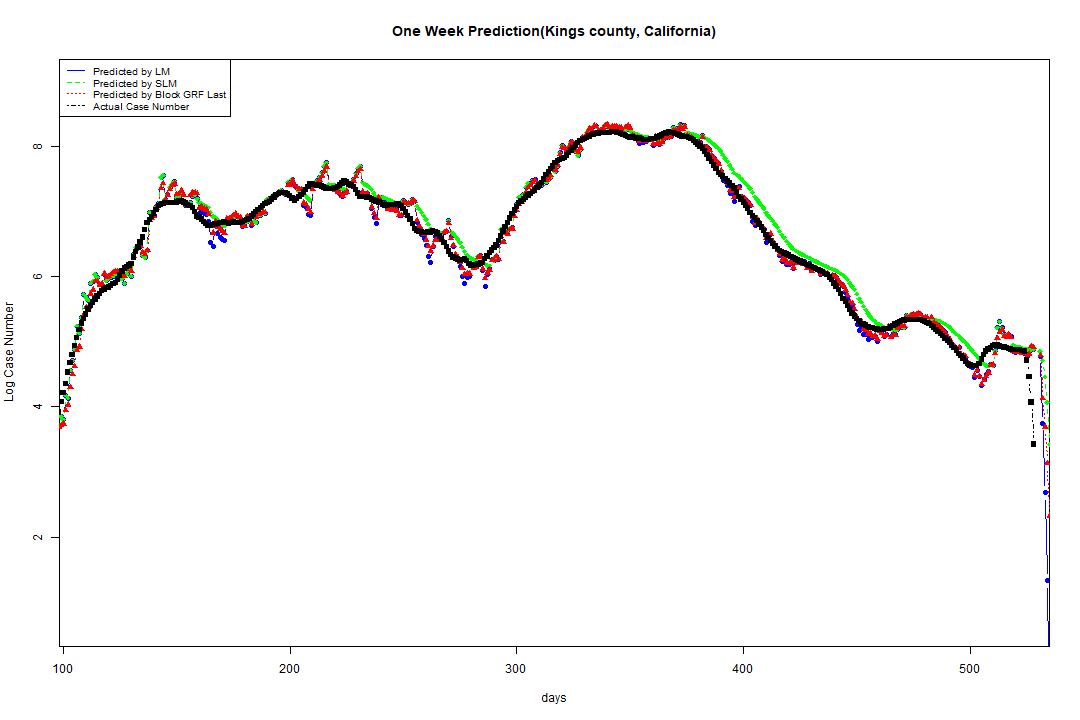 One Week Prediction(Kings county, California)
Predicted by LM
Predicted by SLM
Predicted by Block GRF Last
Actual Case Number
8
6
4
2
Log Case Number
100 200 300 400 500
days